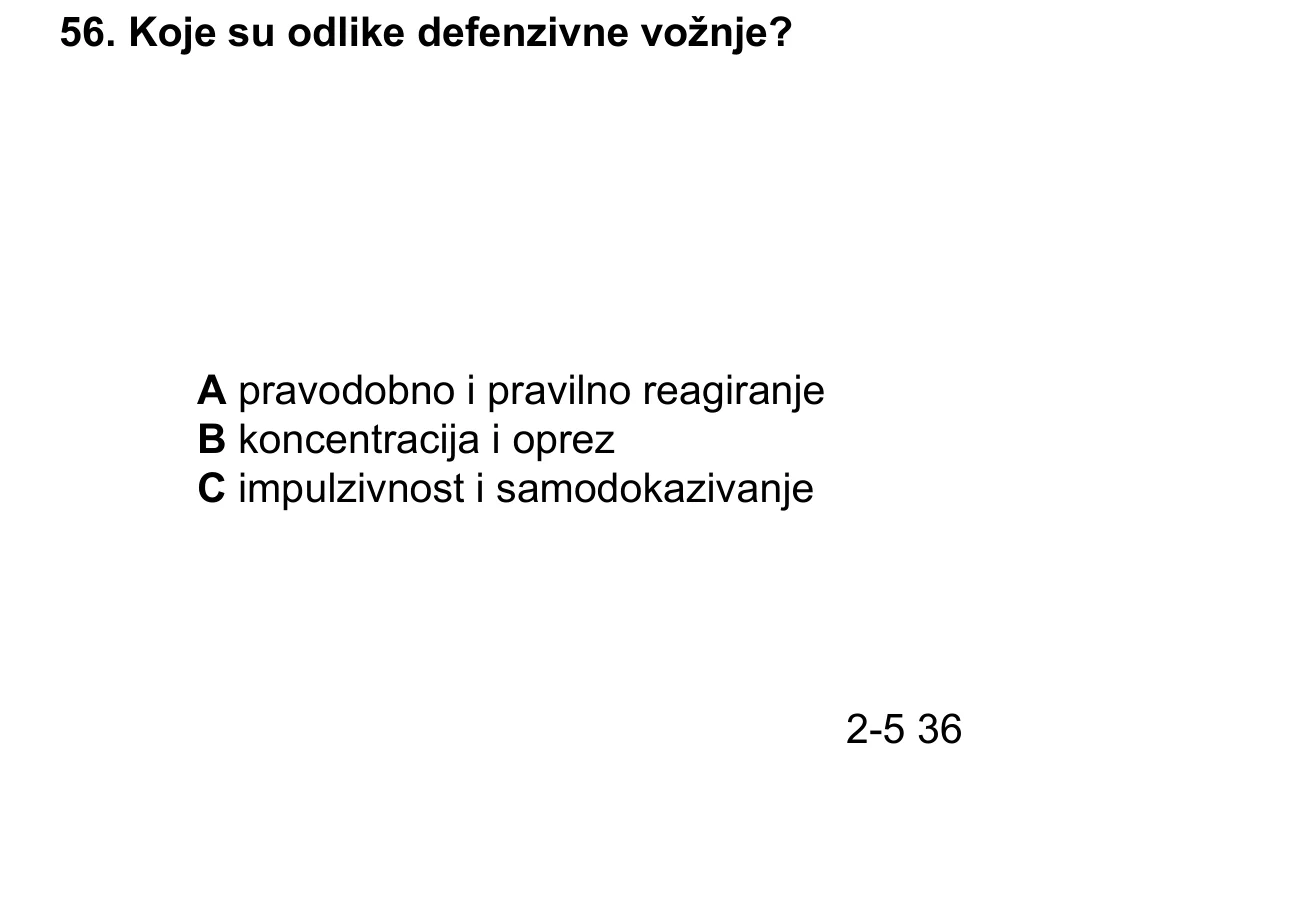 56. Koje su odlike defenzivne vožnje?
A pravodobno i pravilno reagiranje
B koncentracija i oprez
C impulzivnost i samodokazivanje
2-5 36